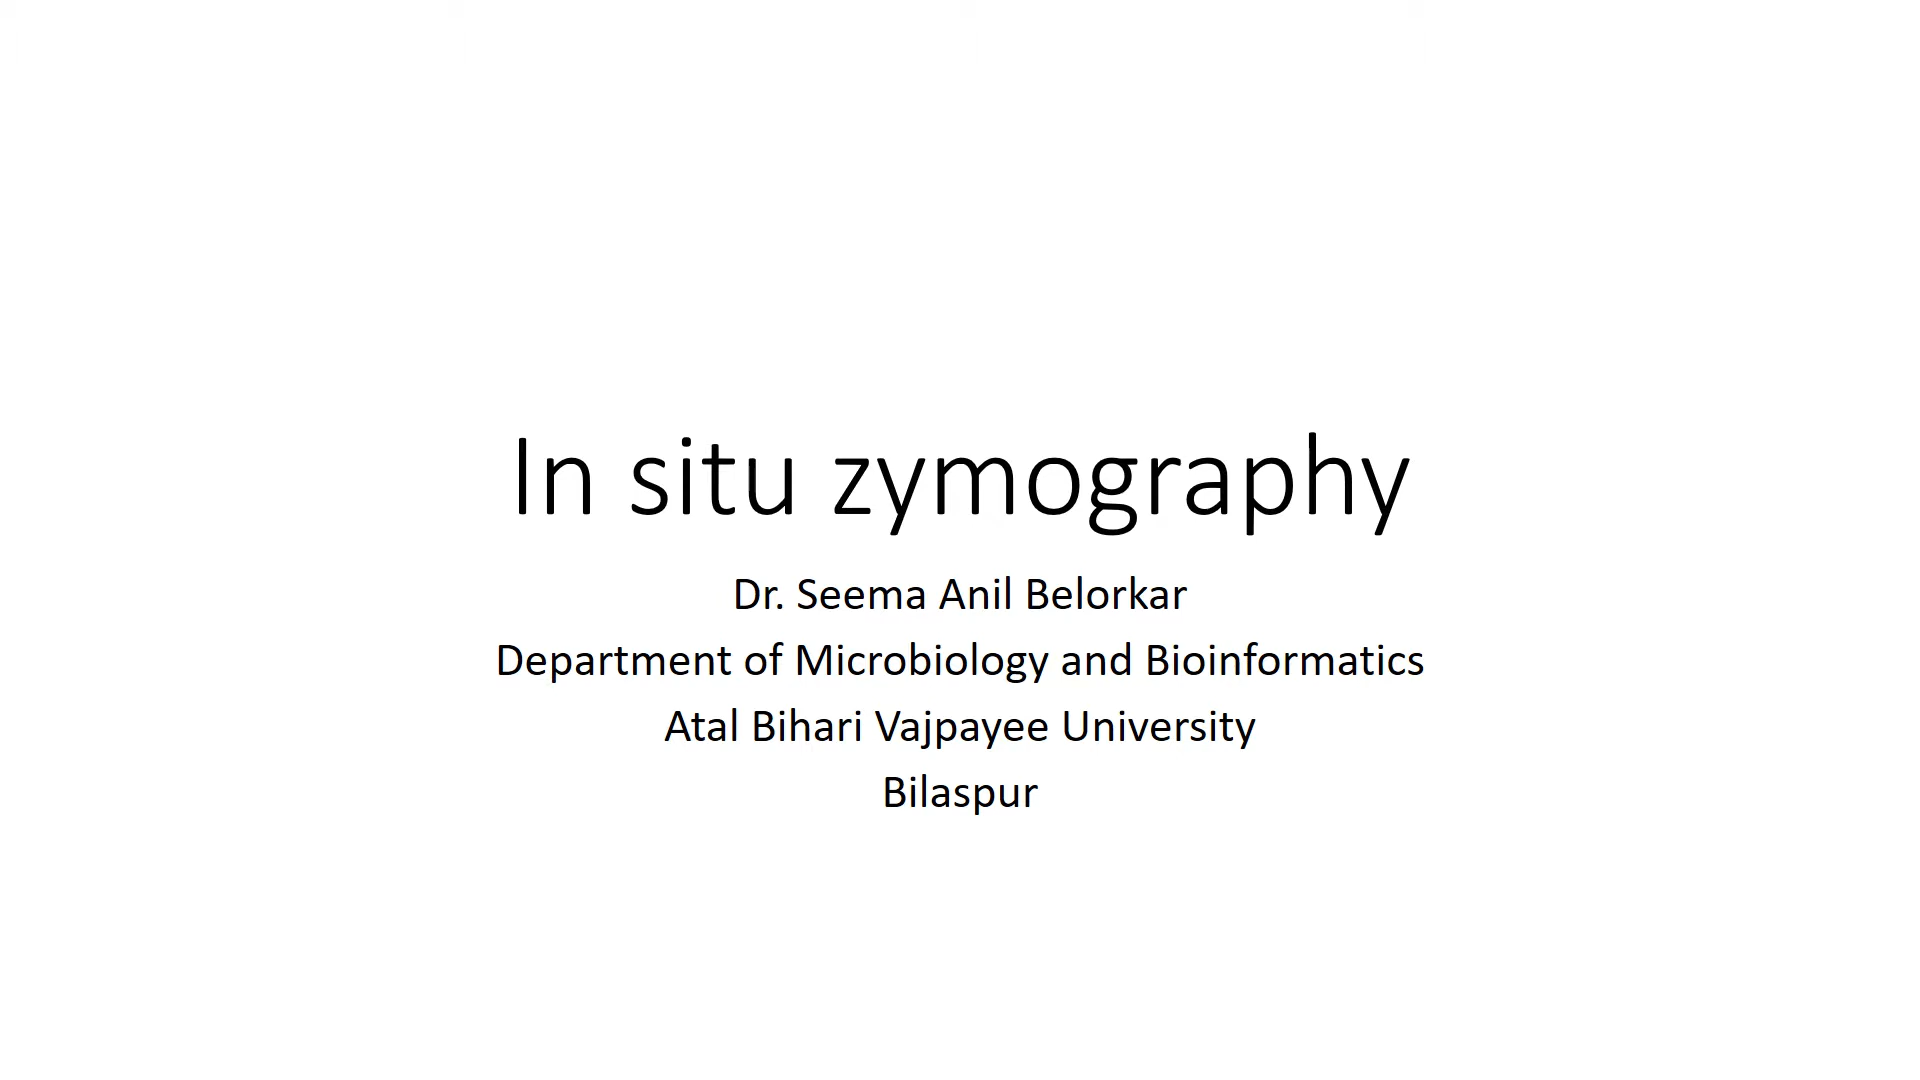 In situ zymography
Dr. Seema Anil Belorkar
Department of Microbiology and Bioinformatics
Atal Bihari Vajpayee University
Bilaspur